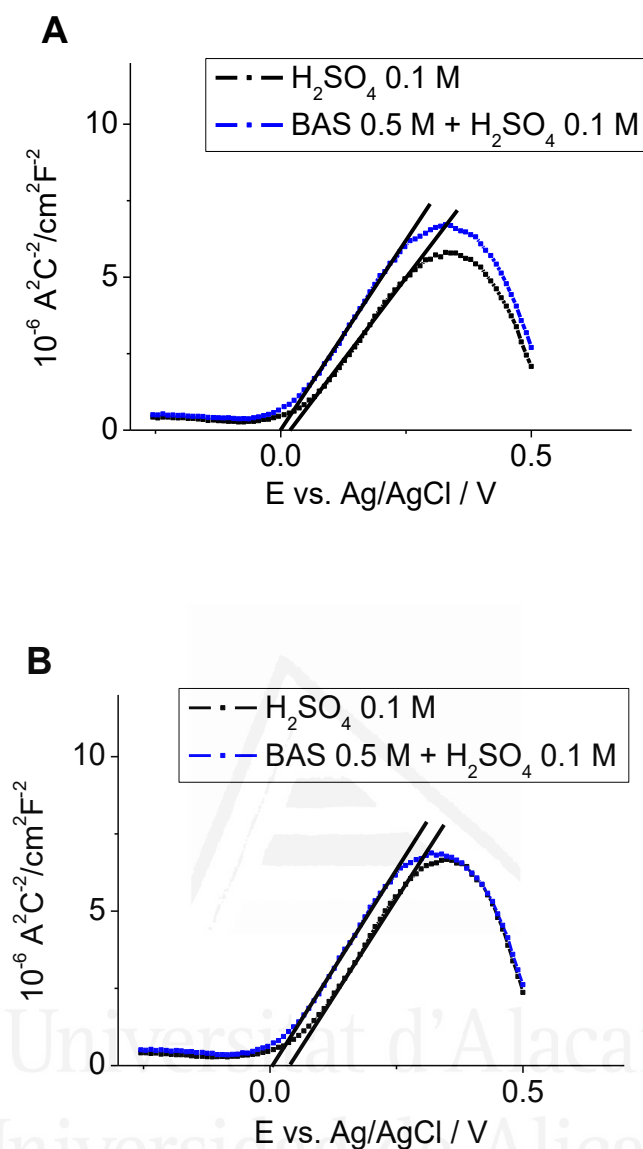 A
H₂SO₄ 0.1 M
BAS 0.5 M + H₂SO₄ 0.1 M
10
5
0
10⁻⁶ A²C⁻²/cm²F⁻²
0.0 0.5
E vs. Ag/AgCl / V
B
H₂SO₄ 0.1 M
BAS 0.5 M + H₂SO₄ 0.1 M
10
5
0
10⁻⁶ A²C⁻²/cm²F⁻²
0.0 0.5
E vs. Ag/AgCl / V
Universitat d'Alacan